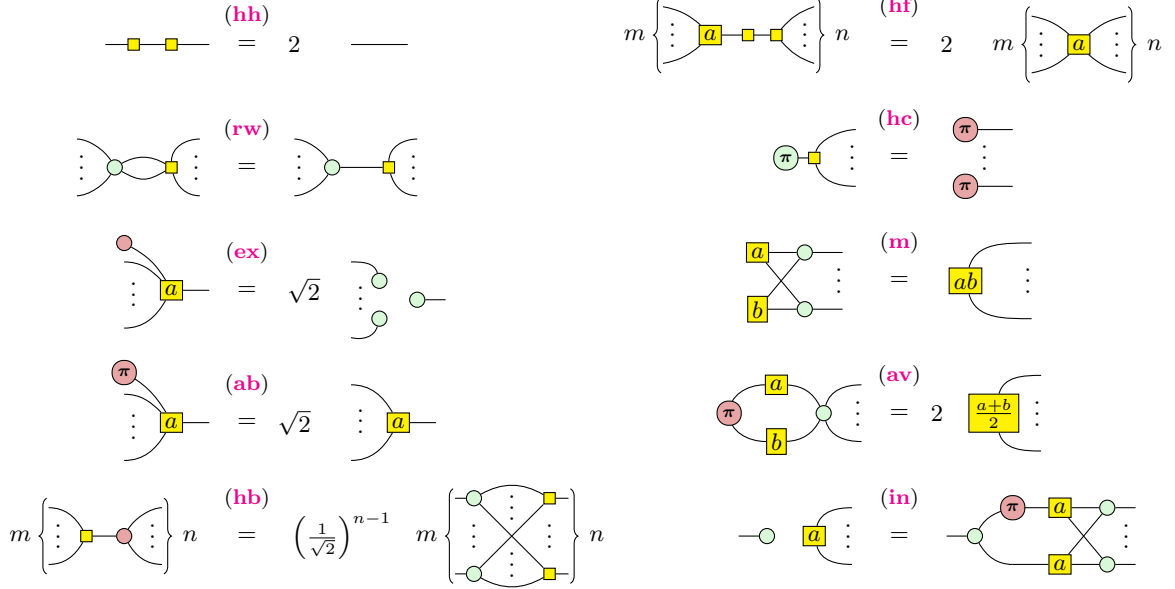 (hh)
= 2
(hf)
m { ⋮ a ⋮ } n = 2 m { ⋮ a ⋮ } n
(rw)
⋮ ⋮ = ⋮ ⋮
(hc)
π ⋮ = π ⋮ π
(ex)
⋮ a = √2 ⋮
(m)
a b ⋮ = ab ⋮
(ab)
π ⋮ a = √2 ⋮ a
(av)
π a b ⋮ = 2 a+b/2 ⋮
(hb)
m { ⋮ ⋮ } n = (1/√2)^{n−1} m { ⋮ ⋮ ⋮ ⋮ } n
(in)
a ⋮ = π a a ⋮